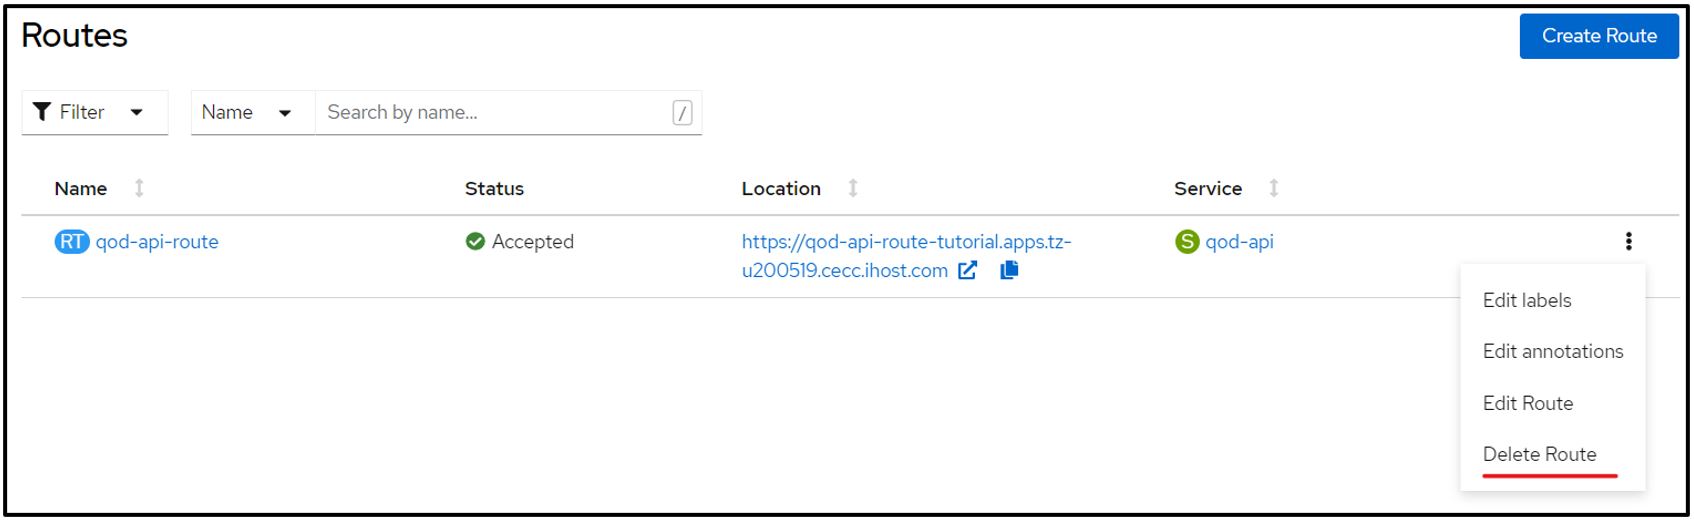 Routes
Create Route
Filter
Name
Search by name...
/
Name
Status
Location
Service
RT qod-api-route
Accepted
https://qod-api-route-tutorial.apps.tz-
u200519.cecc.ihost.com
S qod-api
Edit labels
Edit annotations
Edit Route
Delete Route